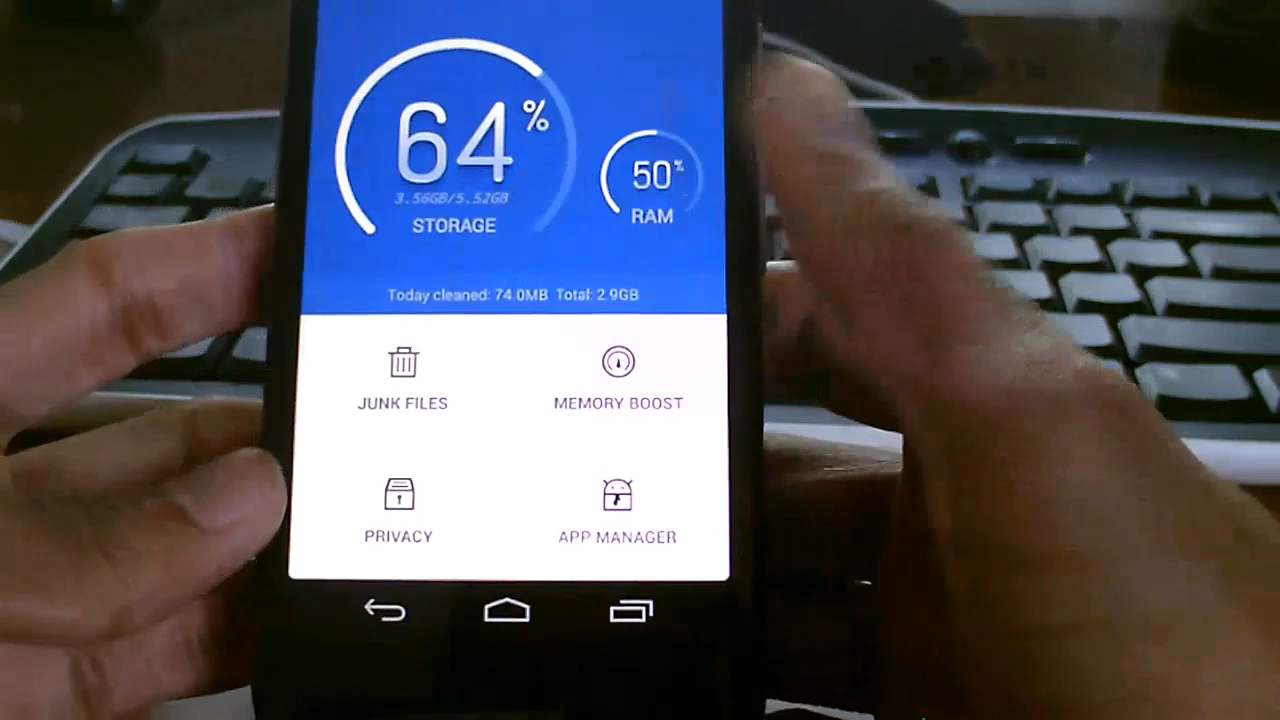 64%
3.56GB/5.52GB
STORAGE
50%
RAM
Today cleaned: 74.0MB Total: 2.9GB
JUNK FILES
MEMORY BOOST
PRIVACY
APP MANAGER